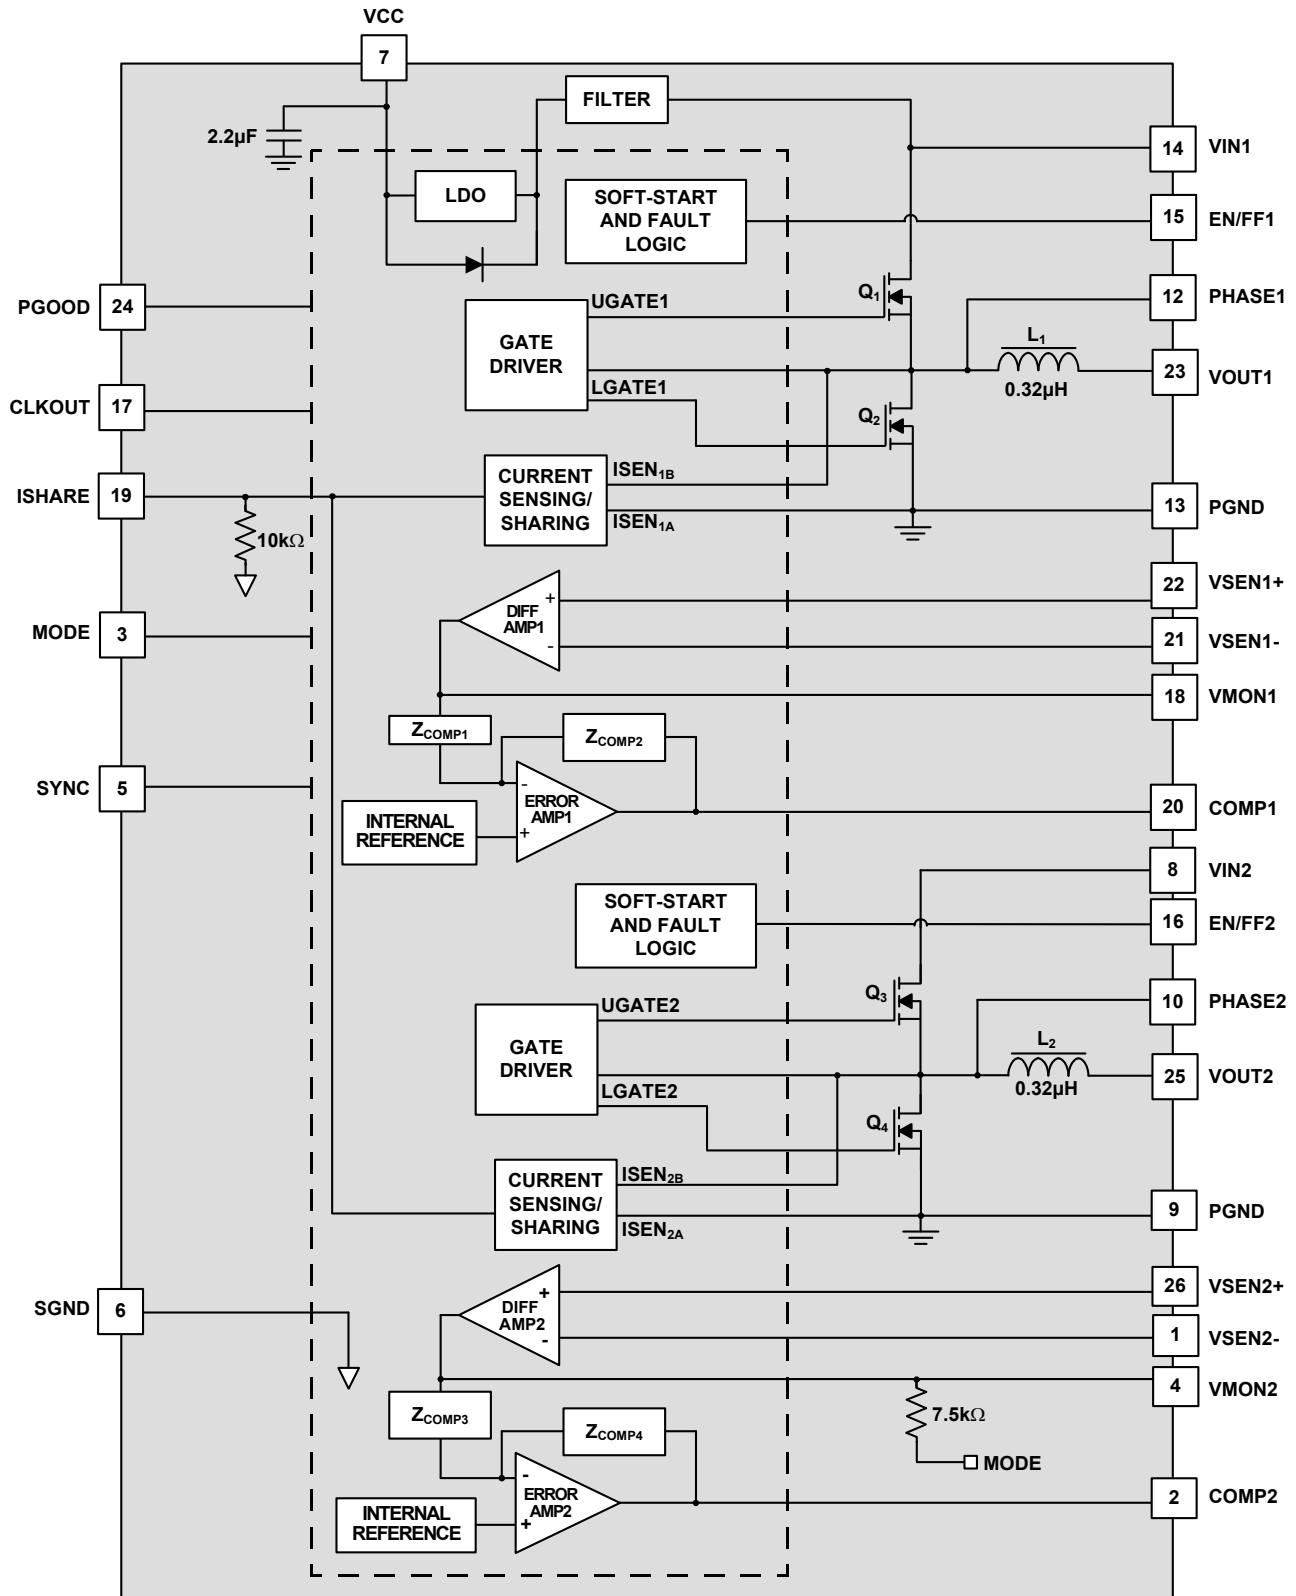 VCC
7
FILTER
2.2µF
14 VIN1
LDO
SOFT-START
AND FAULT
LOGIC
15 EN/FF1
PGOOD 24
UGATE1
Q1
12 PHASE1
GATE
DRIVER
L1
23 VOUT1
0.32µH
LGATE1
CLKOUT 17
Q2
ISHARE 19
CURRENT
SENSING/
SHARING
ISEN1B
ISEN1A
13 PGND
10kΩ
22 VSEN1+
+
DIFF
AMP1
-
MODE 3
21 VSEN1-
18 VMON1
ZCOMP1
ZCOMP2
SYNC 5
-
ERROR
AMP1
+
INTERNAL
REFERENCE
20 COMP1
8 VIN2
SOFT-START
AND FAULT
LOGIC
16 EN/FF2
UGATE2
Q3
10 PHASE2
GATE
DRIVER
L2
25 VOUT2
0.32µH
LGATE2
Q4
CURRENT
SENSING/
SHARING
ISEN2B
ISEN2A
9 PGND
SGND 6
26 VSEN2+
+
DIFF
AMP2
-
1 VSEN2-
4 VMON2
ZCOMP3
7.5kΩ
ZCOMP4
MODE
-
ERROR
AMP2
+
INTERNAL
REFERENCE
2 COMP2